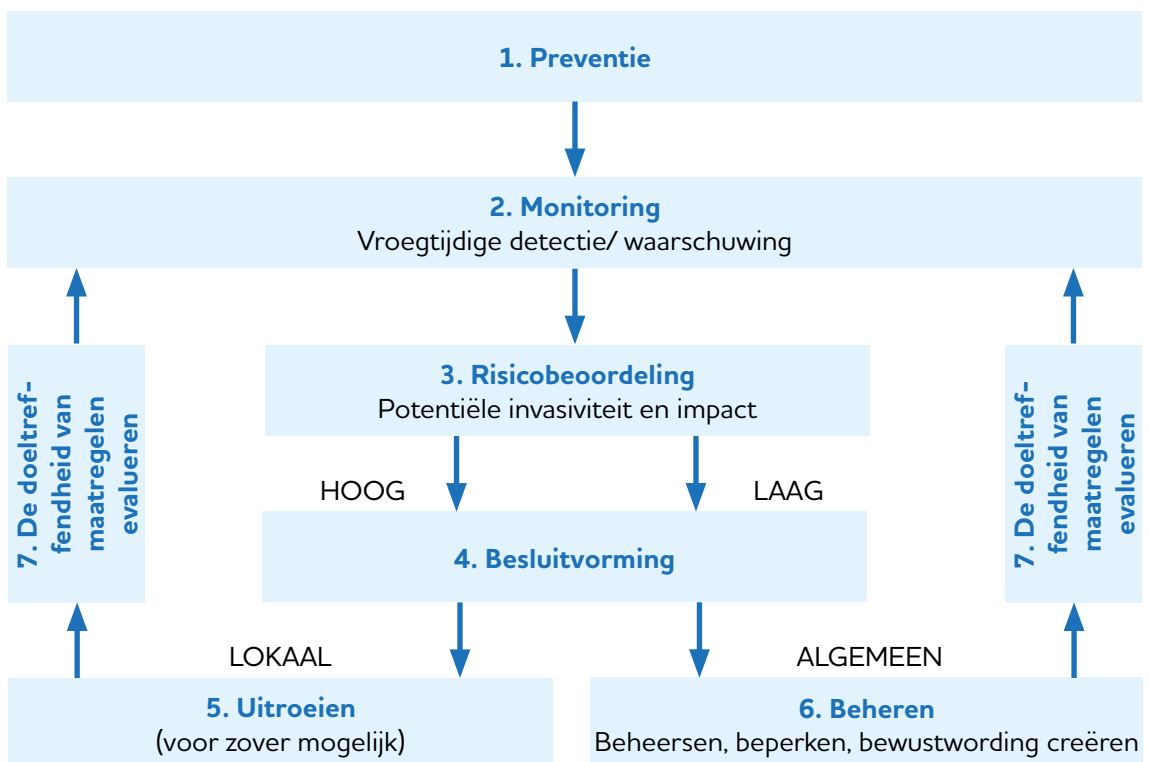 1. Preventie
2. Monitoring
Vroegtijdige detectie/ waarschuwing
3. Risicobeoordeling
Potentiële invasiviteit en impact
HOOG
LAAG
4. Besluitvorming
LOKAAL
ALGEMEEN
5. Uitroeien
(voor zover mogelijk)
6. Beheren
Beheersen, beperken, bewustwording creëren
7. De doeltref-
fendheid van
maatregelen
evalueren
7. De doeltref-
fendheid van
maatregelen
evalueren